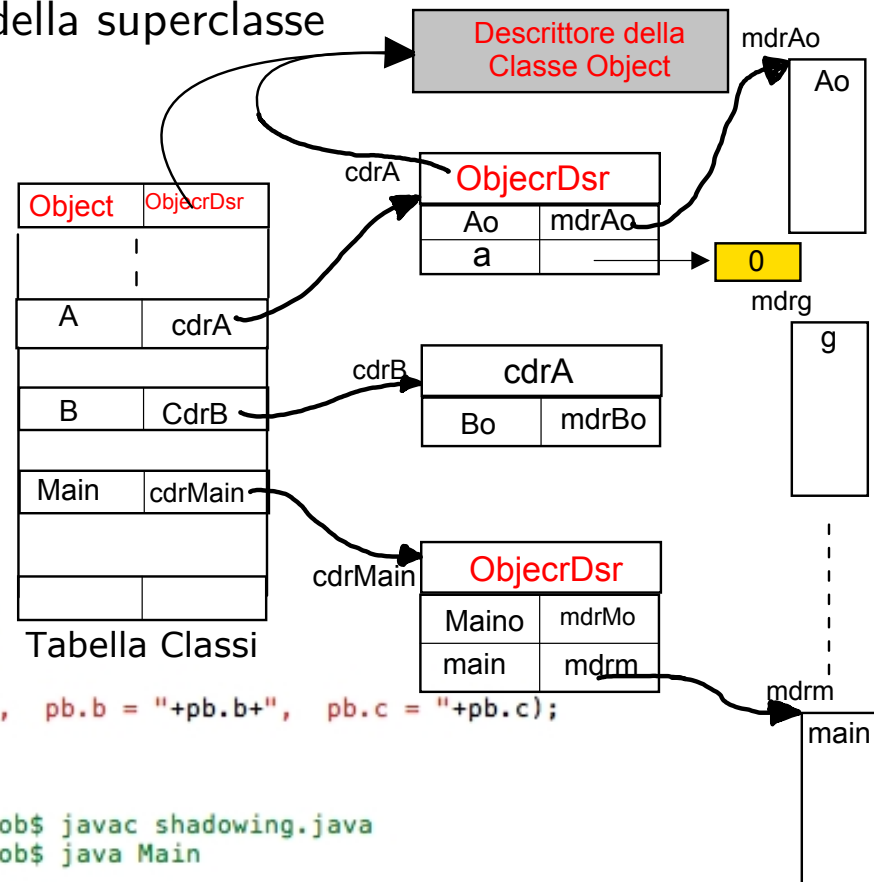 della superclasse
Descrittore della
Classe Object
mdrAo
Ao
cdrA
ObjecrDsr
Object ObjecrDsr
Ao mdrAo
a
0
mdrg
A cdrA
g
cdrB
cdrA
B CdrB
Bo mdrBo
Main cdrMain
cdrMain
ObjecrDsr
Maino mdrMo
Tabella Classi
main mdrm
mdrm
main
, pb.b = "+pb.b+", pb.c = "+pb.c);
ob$ javac shadowing.java
ob$ java Main